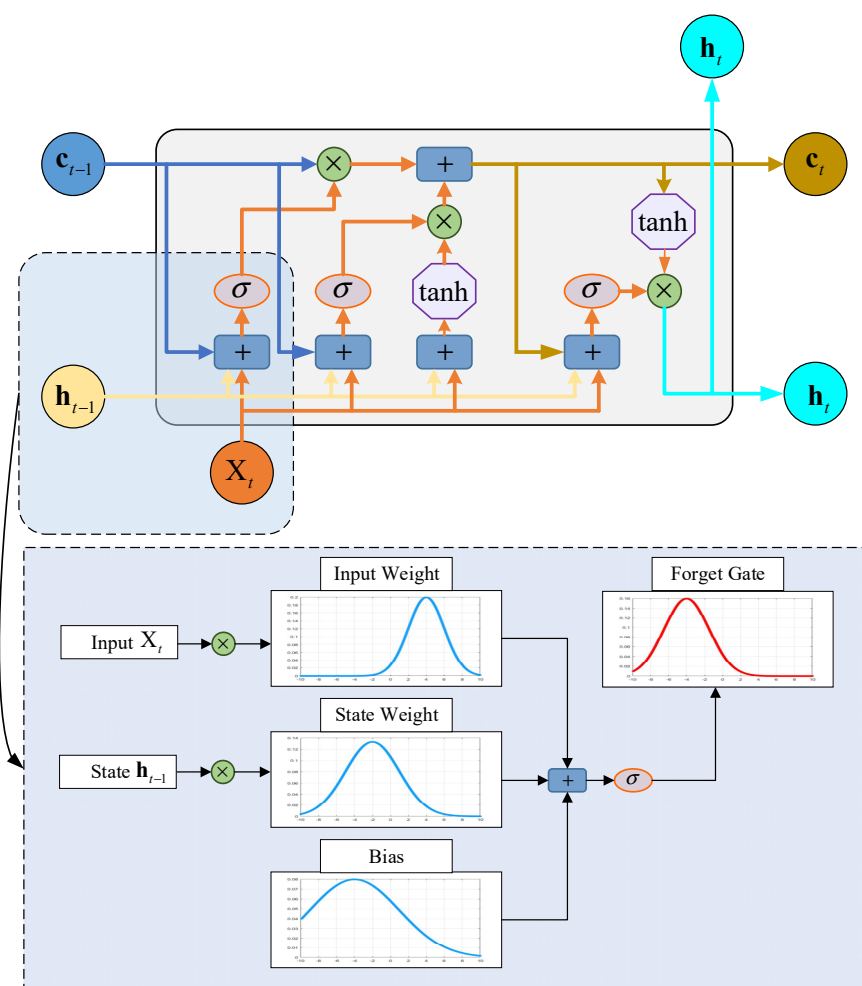 h_t
c_{t−1}
×
+
c_t
tanh
×
σ
σ
tanh
σ
×
+
+
+
+
h_{t−1}
h_t
X_t
Input Weight
Forget Gate
Input X_t
×
State Weight
State h_{t−1}
×
+
σ
Bias